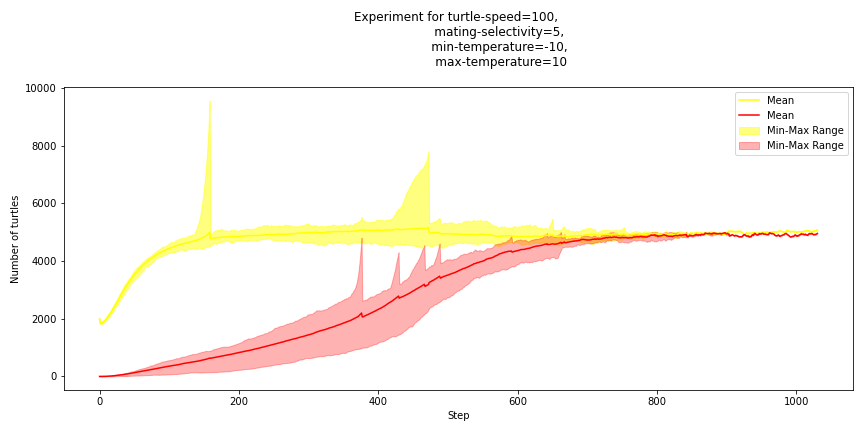 Experiment for turtle-speed=100,
mating-selectivity=5,
min-temperature=-10,
max-temperature=10
10000
8000
6000
4000
2000
0
Number of turtles
Mean
Mean
Min-Max Range
Min-Max Range
0 200 400 600 800 1000
Step